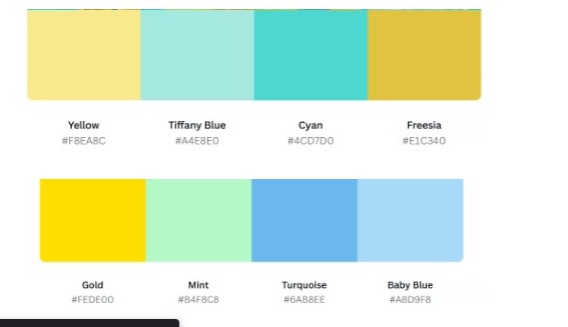 Yellow Tiffany Blue Cyan Freesia
#F8EA8C #A4E8E0 #4CD7D0 #E1C340
Gold Mint Turquoise Baby Blue
#FEDE00 #B4F8C8 #6AB8EE #A8D9F8